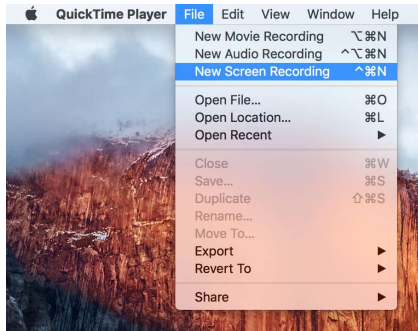 QuickTime Player File Edit View Window Help
New Movie Recording ⌥⌘N
New Audio Recording ^⌥⌘N
New Screen Recording ^⌘N
Open File... ⌘O
Open Location... ⌘L
Open Recent ▶
Close ⌘W
Save... ⌘S
Duplicate ⇧⌘S
Rename...
Move To...
Export ▶
Revert To ▶
Share ▶